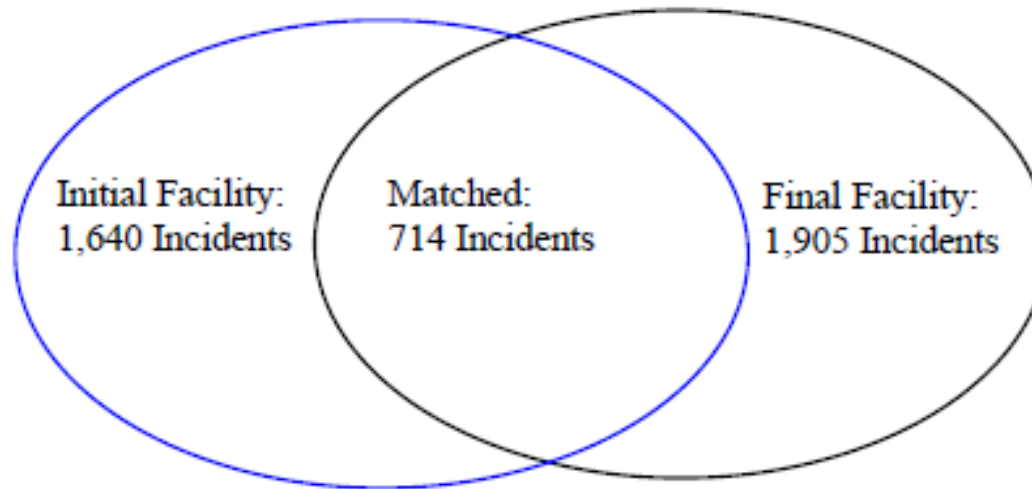 Initial Facility:
1,640 Incidents
Matched:
714 Incidents
Final Facility:
1,905 Incidents